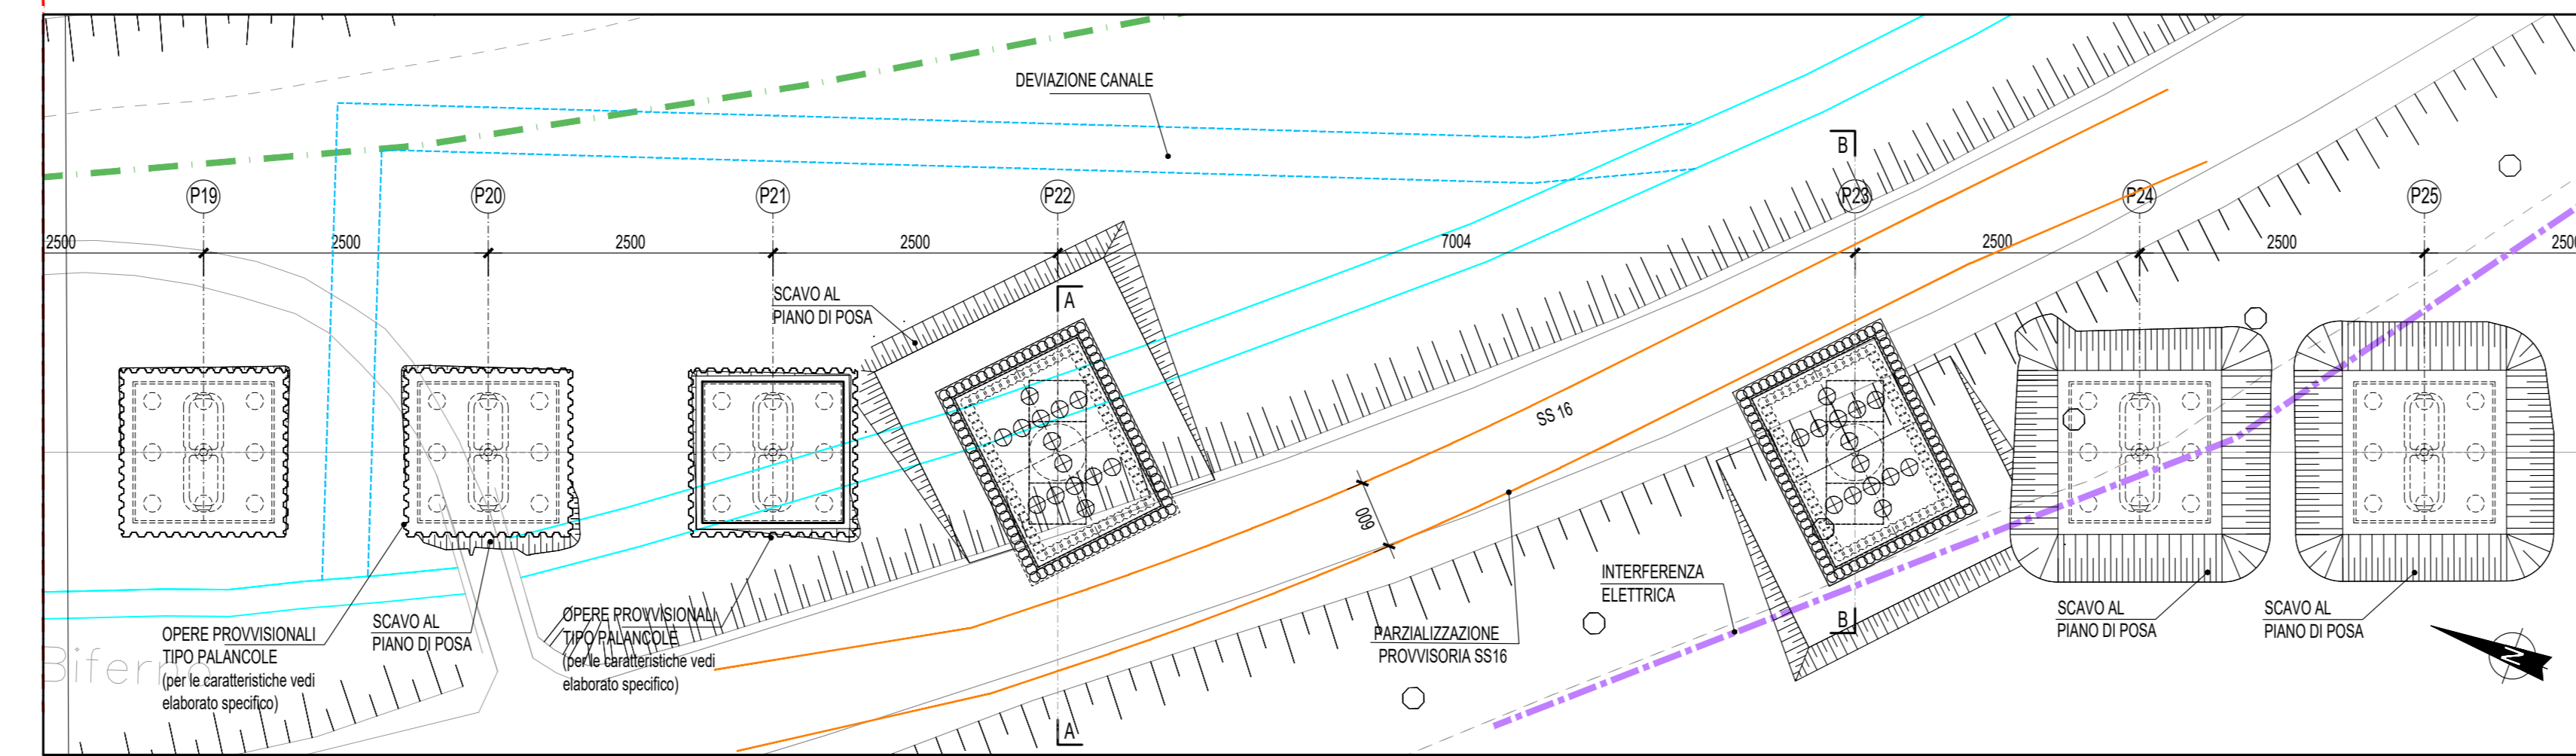 DEVIAZIONE CANALE
B
P19
P20
P21
P22
P23
P24
P25
2500
2500
2500
2500
7004
2500
2500
2500
SCAVO AL
PIANO DI POSA
A
SS 16
600
INTERFERENZA
ELETTRICA
OPERE PROVVISIONALI
TIPO PALANCOLE
(per le caratteristiche vedi
elaborato specifico)
SCAVO AL
PIANO DI POSA
OPERE PROVVISIONALI
TIPO PALANCOLE
(per le caratteristiche vedi
elaborato specifico)
PARZIALIZZAZIONE
PROVVISORIA SS16
B
SCAVO AL
PIANO DI POSA
SCAVO AL
PIANO DI POSA
Biferno
N
A